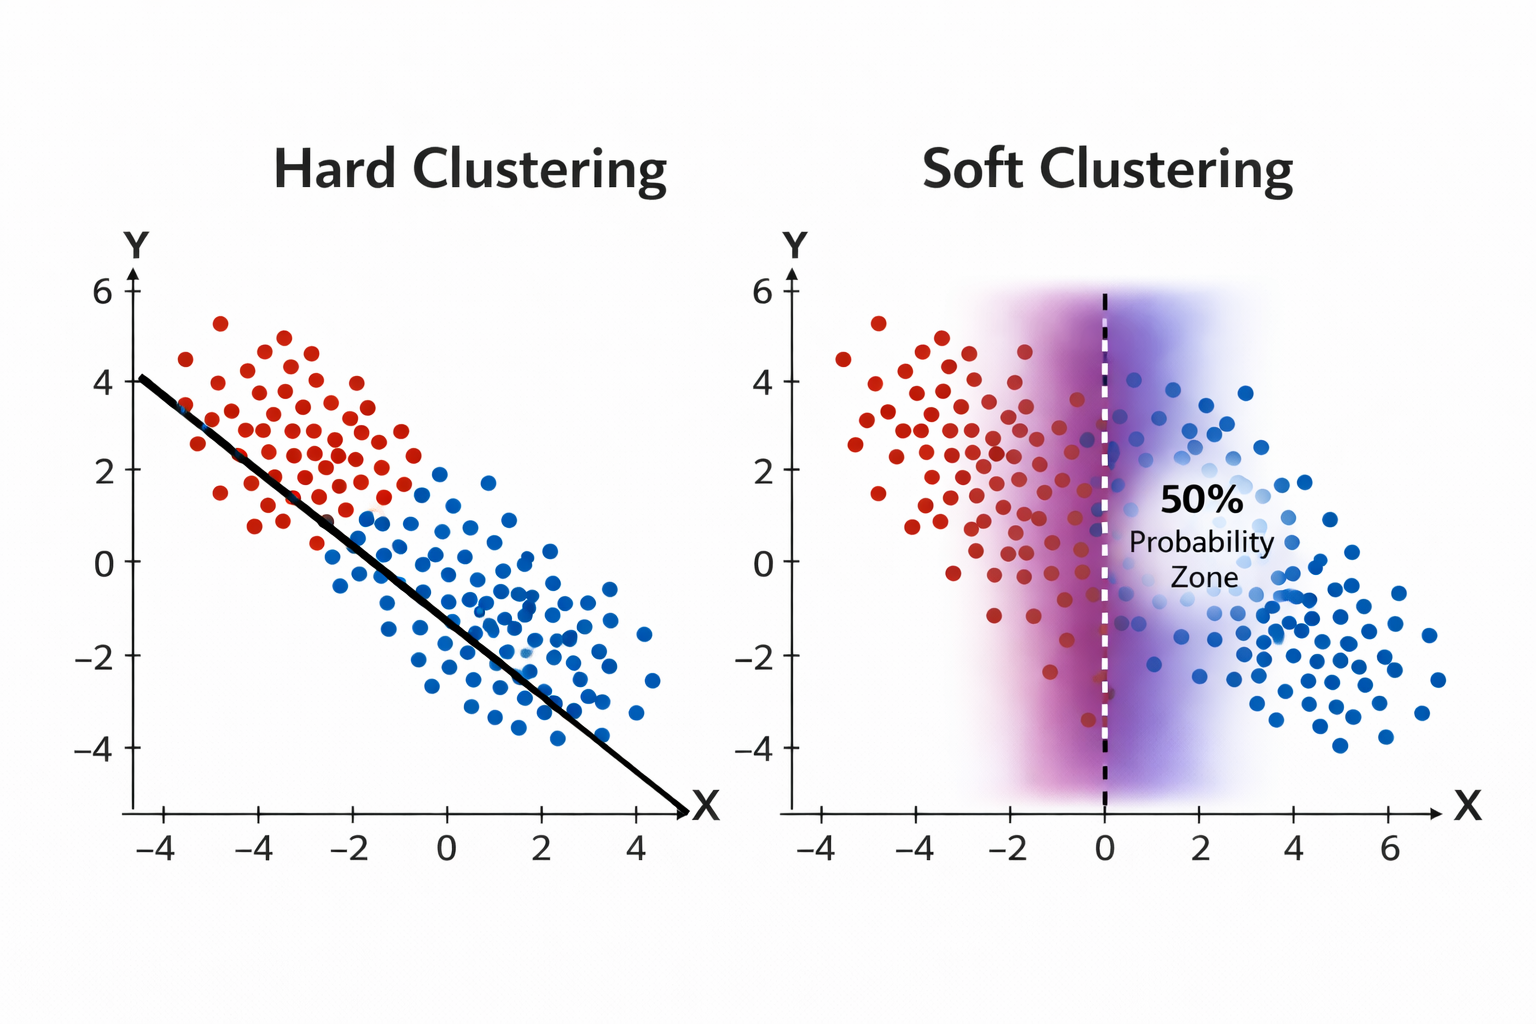 Hard Clustering
Y
6
4
2
0
−2
−4
−4 −4 −2 0 2 4
X
Soft Clustering
Y
6
4
2
0
−2
−4
50%
Probability
Zone
−4 −4 −2 0 2 4 6
X